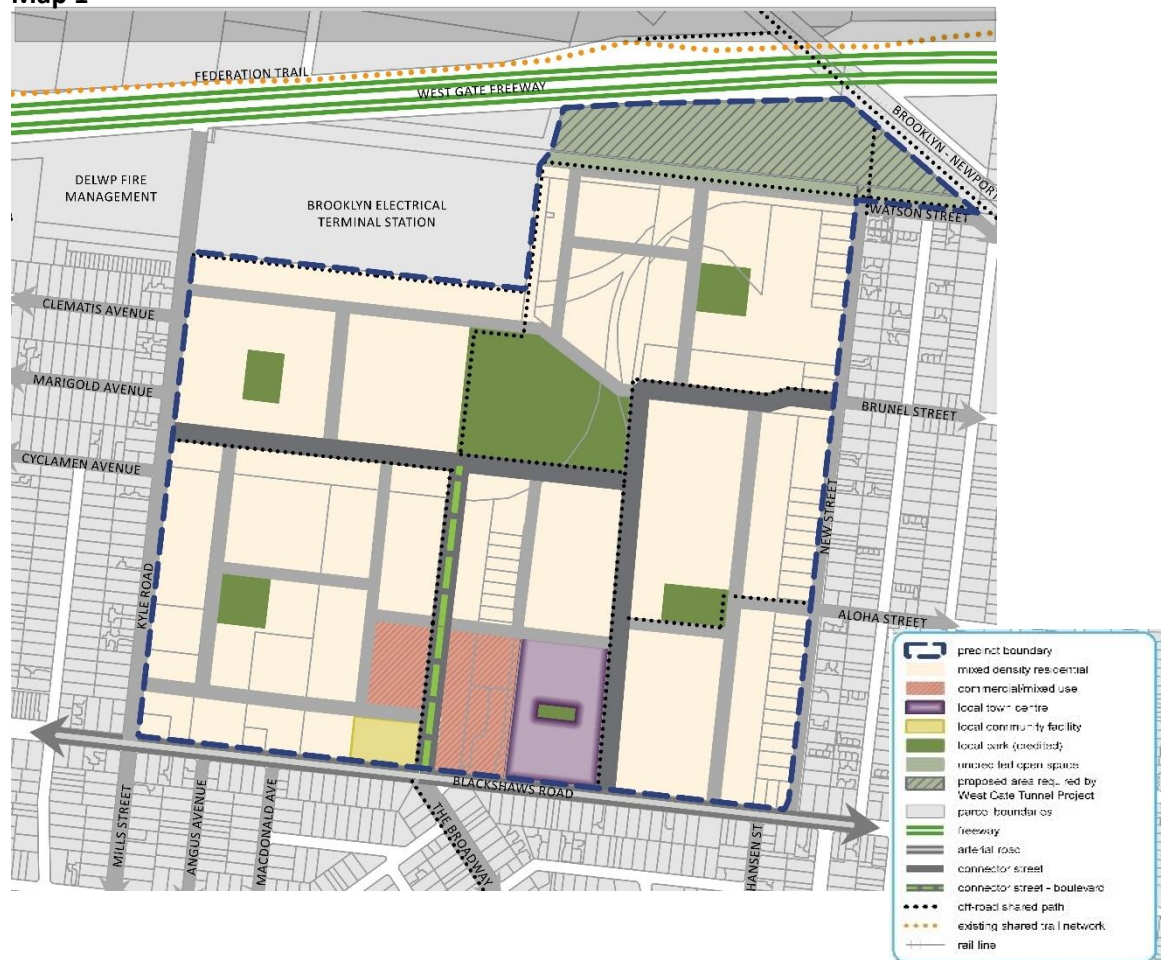 Map 1
FEDERATION TRAIL
WEST GATE FREEWAY
BROOKLYN - NEWPORT
DELWP FIRE
MANAGEMENT
BROOKLYN ELECTRICAL
TERMINAL STATION
WATSON STREET
CLEMATIS AVENUE
MARIGOLD AVENUE
BRUNEL STREET
CYCLAMEN AVENUE
NEW STREET
KYLE ROAD
ALOHA STREET
BLACKSHAWS ROAD
MILLS STREET
ANGUS AVENUE
MACDONALD AVE
THE BROADWAY
HANSEN ST
precinct boundary
mixed density residential
commercial/mixed use
local town centre
local community facility
local park (credited)
uncredited open space
proposed area required by
West Gate Tunnel Project
parcel boundaries
freeway
arterial road
connector street
connector street - boulevard
off-road shared path
existing shared trail network
rail line